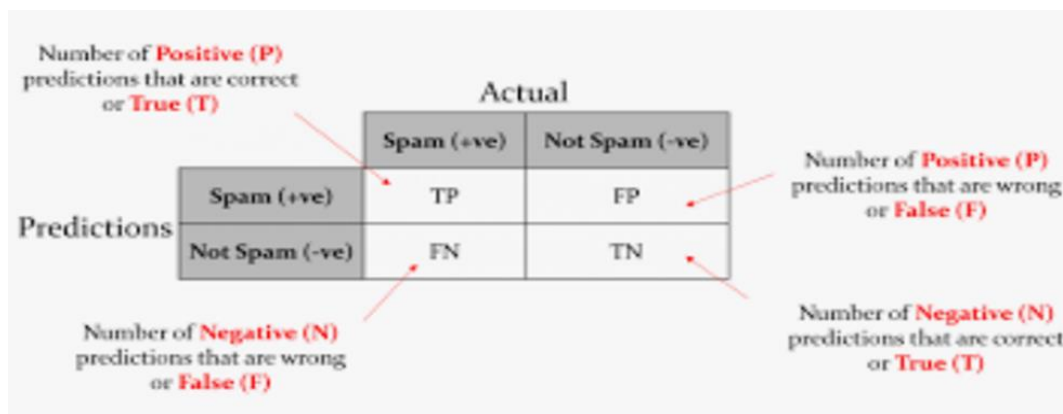 Number of Positive (P)
predictions that are correct
or True (T)
Actual
Spam (+ve) Not Spam (-ve)
Number of Positive (P)
predictions that are wrong
or False (F)
Predictions
Spam (+ve) TP FP
Not Spam (-ve) FN TN
Number of Negative (N)
predictions that are wrong
or False (F)
Number of Negative (N)
predictions that are correct
or True (T)